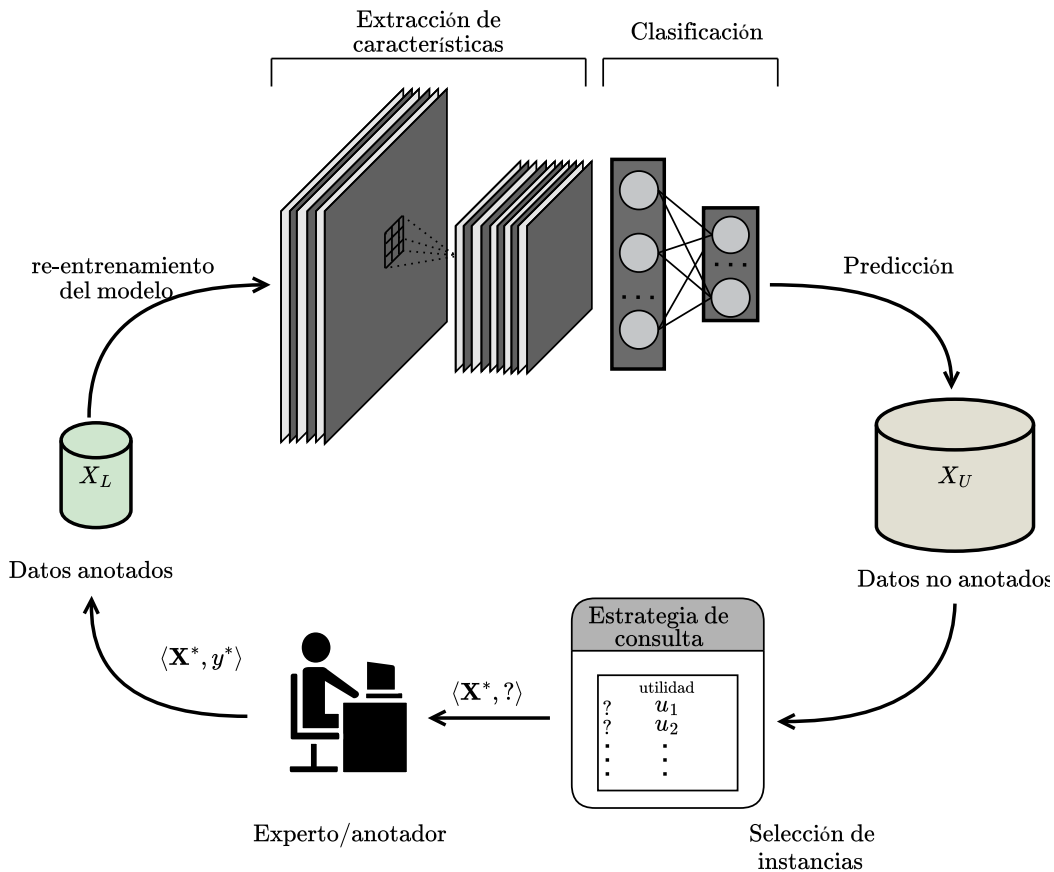 Extracción de
características
Clasificación
re-entrenamiento
del modelo
Predicción
. . .
. . .
X_L
X_U
Datos anotados
Datos no anotados
Estrategia de
consulta
utilidad
? u_1
? u_2
. .
. .
. .
⟨X*, y*⟩
⟨X*, ?⟩
Experto/anotador
Selección de
instancias